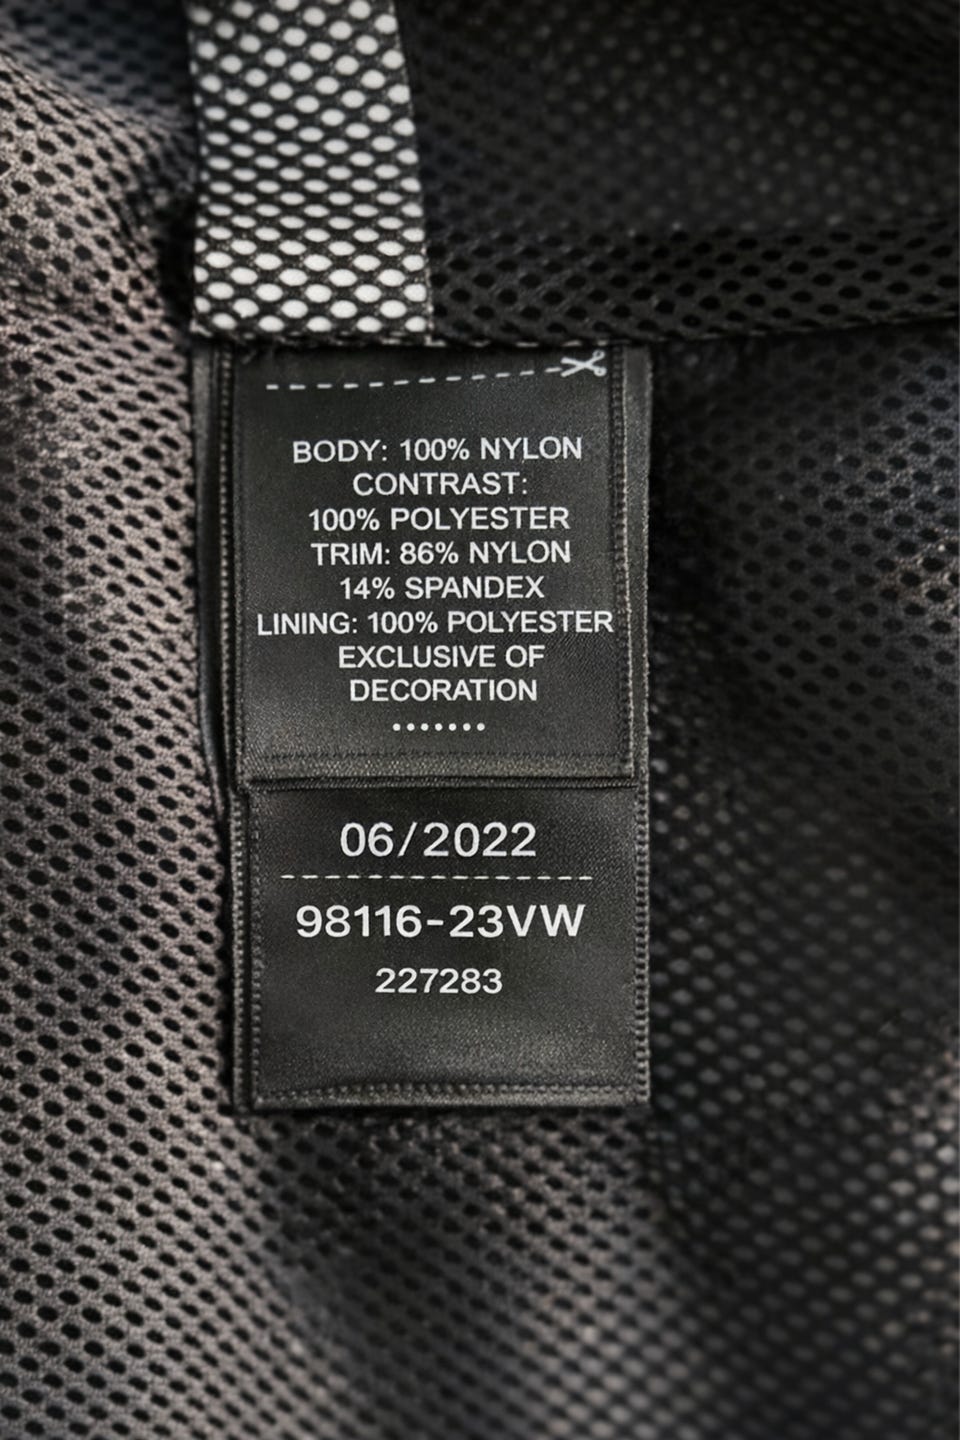 BODY: 100% NYLON
CONTRAST:
100% POLYESTER
TRIM: 86% NYLON
14% SPANDEX
LINING: 100% POLYESTER
EXCLUSIVE OF
DECORATION
•••••••
06/2022
98116-23VW
227283